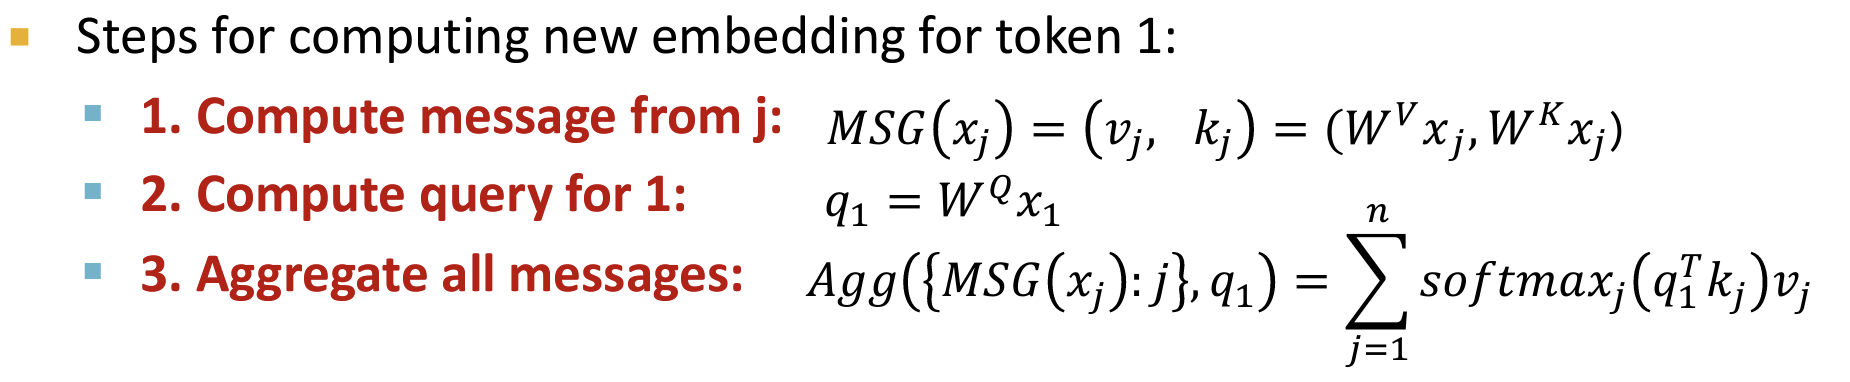 Steps for computing new embedding for token 1:
1. Compute message from j: MSG(x_j) = (v_j, k_j) = (W^V x_j, W^K x_j)
2. Compute query for 1: q_1 = W^Q x_1
3. Aggregate all messages: Agg({MSG(x_j): j}, q_1) = ∑_{j=1}^{n} softmax_j(q_1^T k_j)v_j